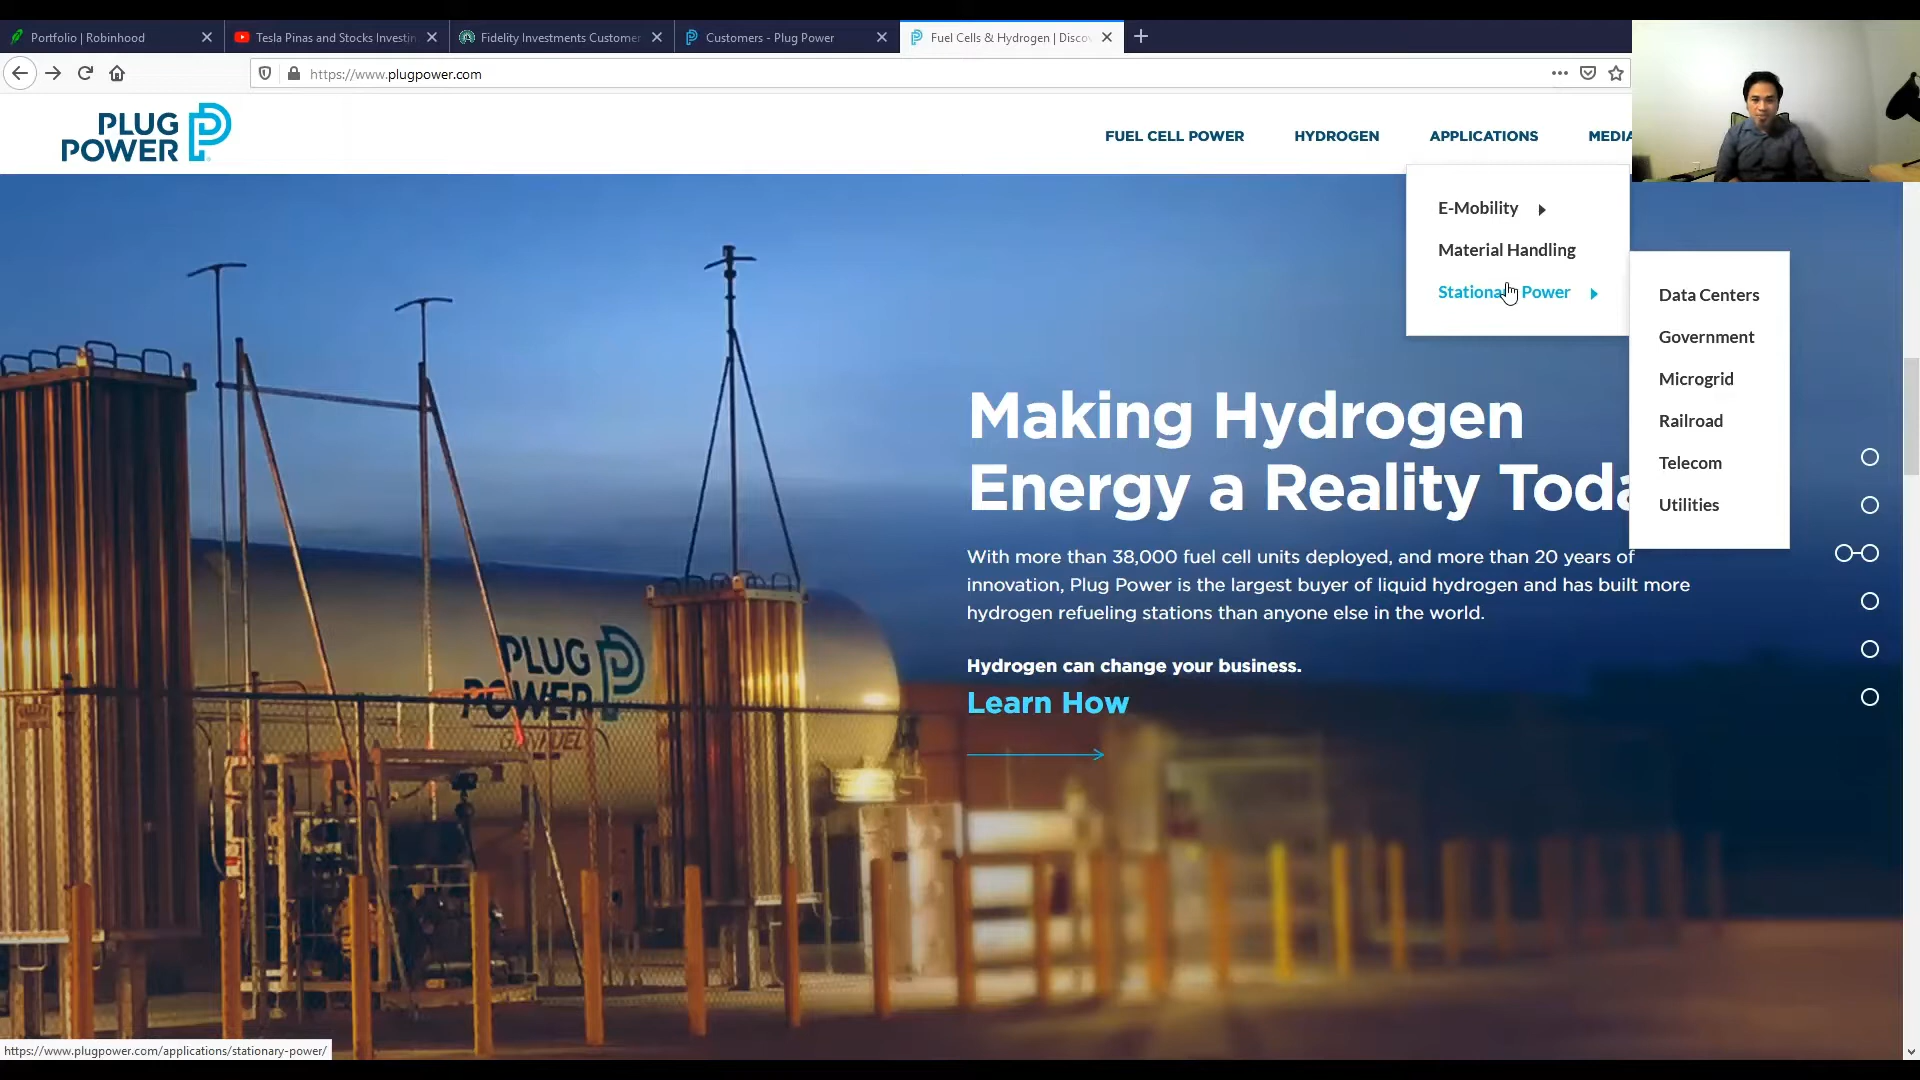 Portfolio | Robinhood
Tesla Pinas and Stocks Investin
Fidelity Investments Customer
Customers - Plug Power
Fuel Cells & Hydrogen | Disco
https://www.plugpower.com
PLUG
POWER
FUEL CELL POWER
HYDROGEN
APPLICATIONS
MEDIA
E-Mobility
Material Handling
Stationary Power
Data Centers
Government
Microgrid
Railroad
Telecom
Utilities
Making Hydrogen
Energy a Reality Toda
With more than 38,000 fuel cell units deployed, and more than 20 years of
innovation, Plug Power is the largest buyer of liquid hydrogen and has built more
hydrogen refueling stations than anyone else in the world.
Hydrogen can change your business.
Learn How
PLUG
POWER
https://www.plugpower.com/applications/stationary-power/